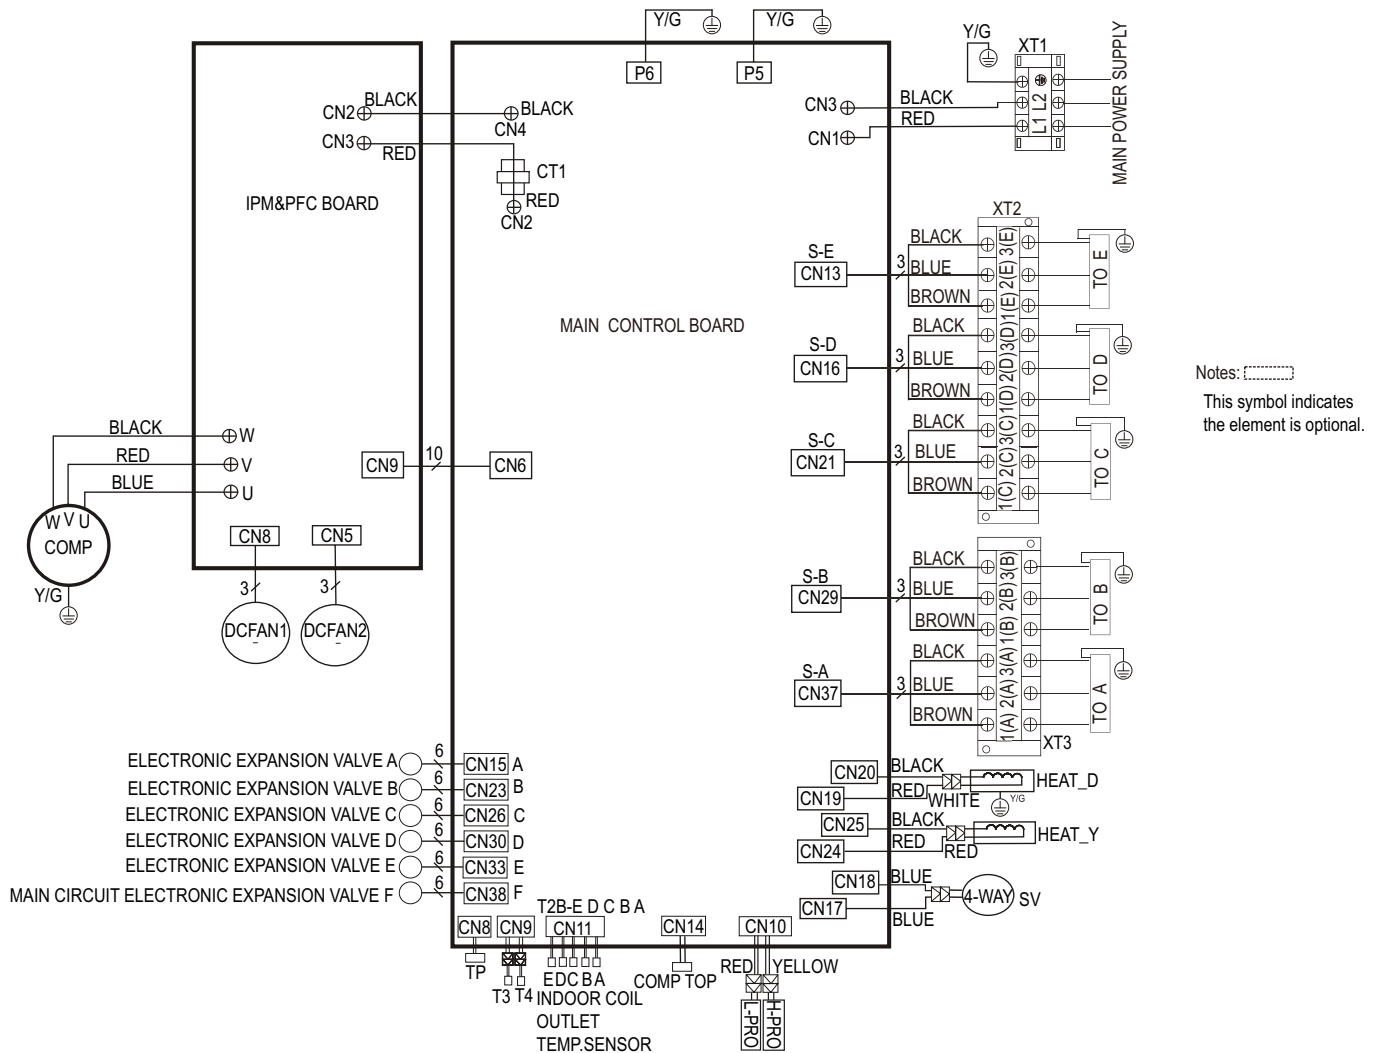 Y/G
Y/G
P6
P5
Y/G
XT1
MAIN POWER SUPPLY
CN3
BLACK
L2
CN1
RED
L1
CN2
BLACK
BLACK
CN4
CN3
RED
CT1
RED
CN2
IPM&PFC BOARD
MAIN CONTROL BOARD
XT2
S-E
CN13
3
BLACK
BLUE
BROWN
3(E)
2(E)
1(E)
TO E
S-D
CN16
3
BLACK
BLUE
BROWN
3(D)
2(D)
1(D)
TO D
S-C
CN21
3
BLACK
BLUE
BROWN
3(C)
2(C)
1(C)
TO C
Notes:
This symbol indicates
the element is optional.
BLACK
W
RED
V
BLUE
U
W V U
COMP
Y/G
CN9
10
CN6
CN8
CN5
3
3
DCFAN1
DCFAN2
S-B
CN29
3
BLACK
BLUE
BROWN
3(B)
2(B)
1(B)
TO B
S-A
CN37
3
BLACK
BLUE
BROWN
3(A)
2(A)
1(A)
TO A
XT3
ELECTRONIC EXPANSION VALVE A
6
CN15 A
ELECTRONIC EXPANSION VALVE B
6
CN23 B
ELECTRONIC EXPANSION VALVE C
6
CN26 C
ELECTRONIC EXPANSION VALVE D
6
CN30 D
ELECTRONIC EXPANSION VALVE E
6
CN33 E
MAIN CIRCUIT ELECTRONIC EXPANSION VALVE F
6
CN38 F
CN20
BLACK
HEAT_D
CN19
RED
WHITE
Y/G
CN25
BLACK
HEAT_Y
CN24
RED
RED
CN18
BLUE
4-WAY
SV
CN17
BLUE
CN8
TP
CN9
T3 T4
T2B-E D C B A
CN11
EDC B A
INDOOR COIL
OUTLET
TEMP.SENSOR
CN14
COMP TOP
CN10
RED
YELLOW
L-PRO
H-PRO